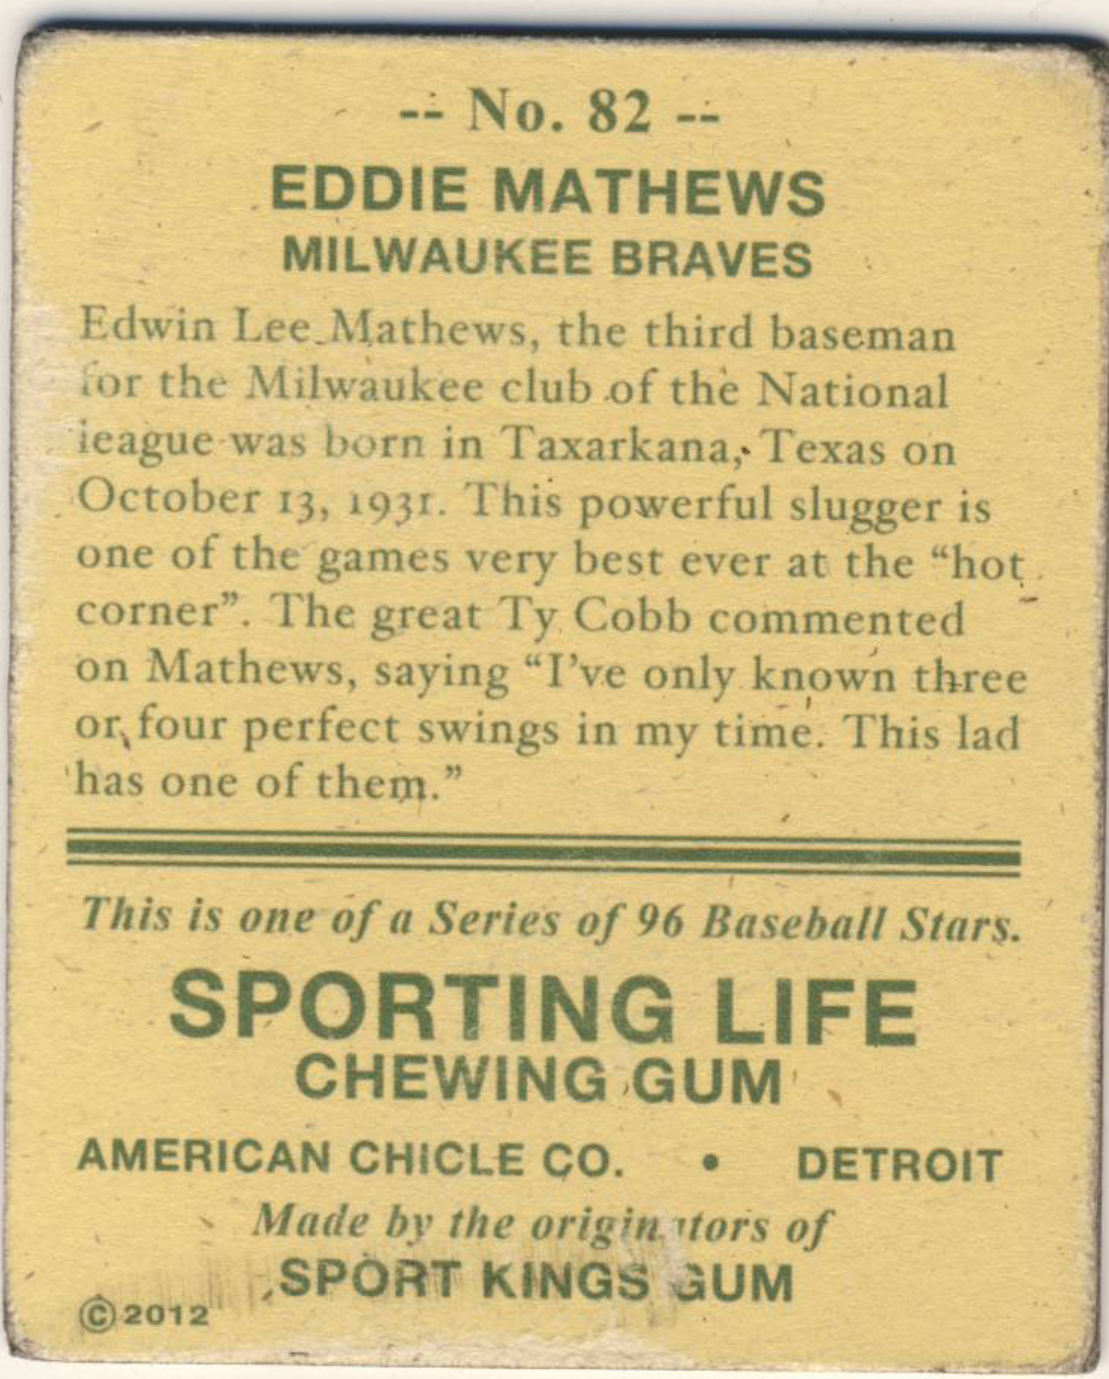 -- No. 82 --
EDDIE MATHEWS
MILWAUKEE BRAVES
Edwin Lee Mathews, the third baseman
for the Milwaukee club of the National
league was born in Taxarkana, Texas on
October 13, 1931. This powerful slugger is
one of the games very best ever at the “hot
corner”. The great Ty Cobb commented
on Mathews, saying “I've only known three
or four perfect swings in my time. This lad
has one of them.”
This is one of a Series of 96 Baseball Stars.
SPORTING LIFE
CHEWING GUM
AMERICAN CHICLE CO. • DETROIT
Made by the originators of
SPORT KINGS GUM
©2012